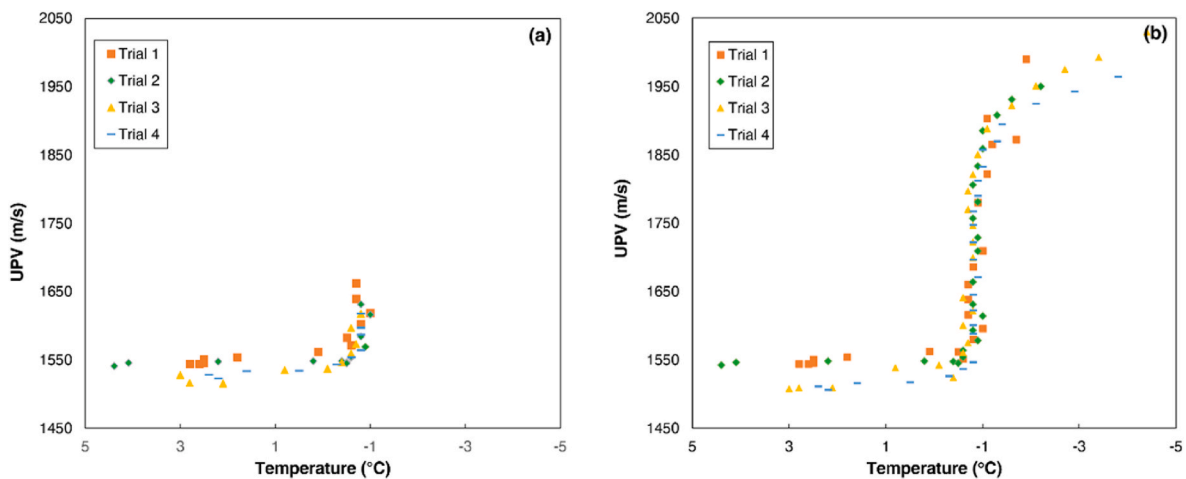 2050
1950
1850
1750
1650
1550
1450
UPV (m/s)
(a)
Trial 1
Trial 2
Trial 3
Trial 4
5
3
1
-1
-3
-5
Temperature (°C)
2050
1950
1850
1750
1650
1550
1450
UPV (m/s)
(b)
Trial 1
Trial 2
Trial 3
Trial 4
5
3
1
-1
-3
-5
Temperature (°C)